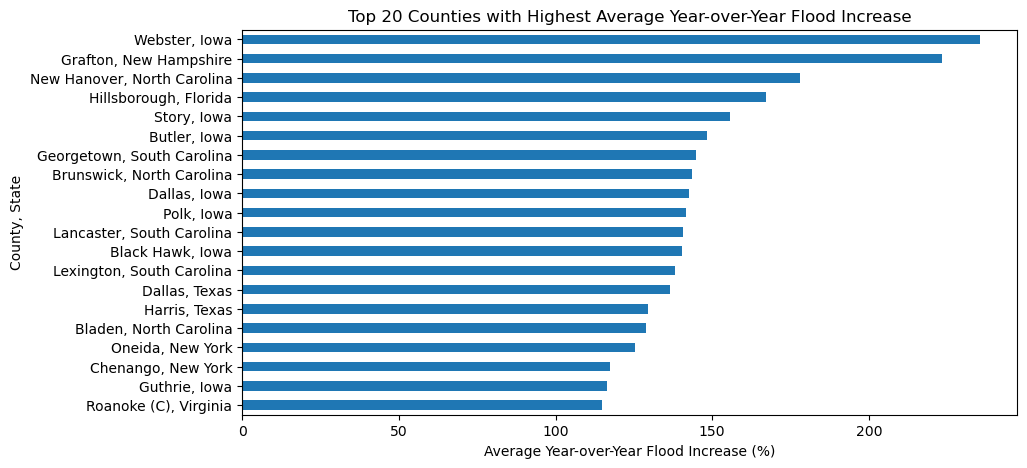 Top 20 Counties with Highest Average Year-over-Year Flood Increase
Webster, Iowa
Grafton, New Hampshire
New Hanover, North Carolina
Hillsborough, Florida
Story, Iowa
Butler, Iowa
Georgetown, South Carolina
Brunswick, North Carolina
Dallas, Iowa
Polk, Iowa
Lancaster, South Carolina
Black Hawk, Iowa
Lexington, South Carolina
Dallas, Texas
Harris, Texas
Bladen, North Carolina
Oneida, New York
Chenango, New York
Guthrie, Iowa
Roanoke (C), Virginia
County, State
0 50 100 150 200
Average Year-over-Year Flood Increase (%)